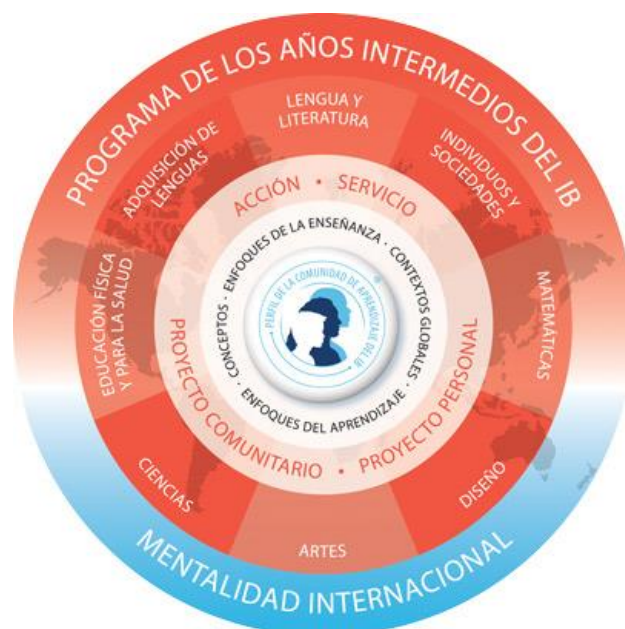 PROGRAMA DE LOS AÑOS INTERMEDIOS DEL IB
LENGUA Y
LITERATURA
ADQUISICIÓN DE
LENGUAS
INDIVIDUOS Y
SOCIEDADES
EDUCACIÓN FÍSICA
Y PARA LA SALUD
MATEMÁTICAS
CIENCIAS
DISEÑO
ARTES
ACCIÓN • SERVICIO
PROYECTO COMUNITARIO • PROYECTO PERSONAL
CONCEPTOS · ENFOQUES DE LA ENSEÑANZA · CONTEXTOS GLOBALES ·
ENFOQUES DEL APRENDIZAJE ·
• PERFIL DE LA COMUNIDAD DE APRENDIZAJE DEL IB •
®
MENTALIDAD INTERNACIONAL